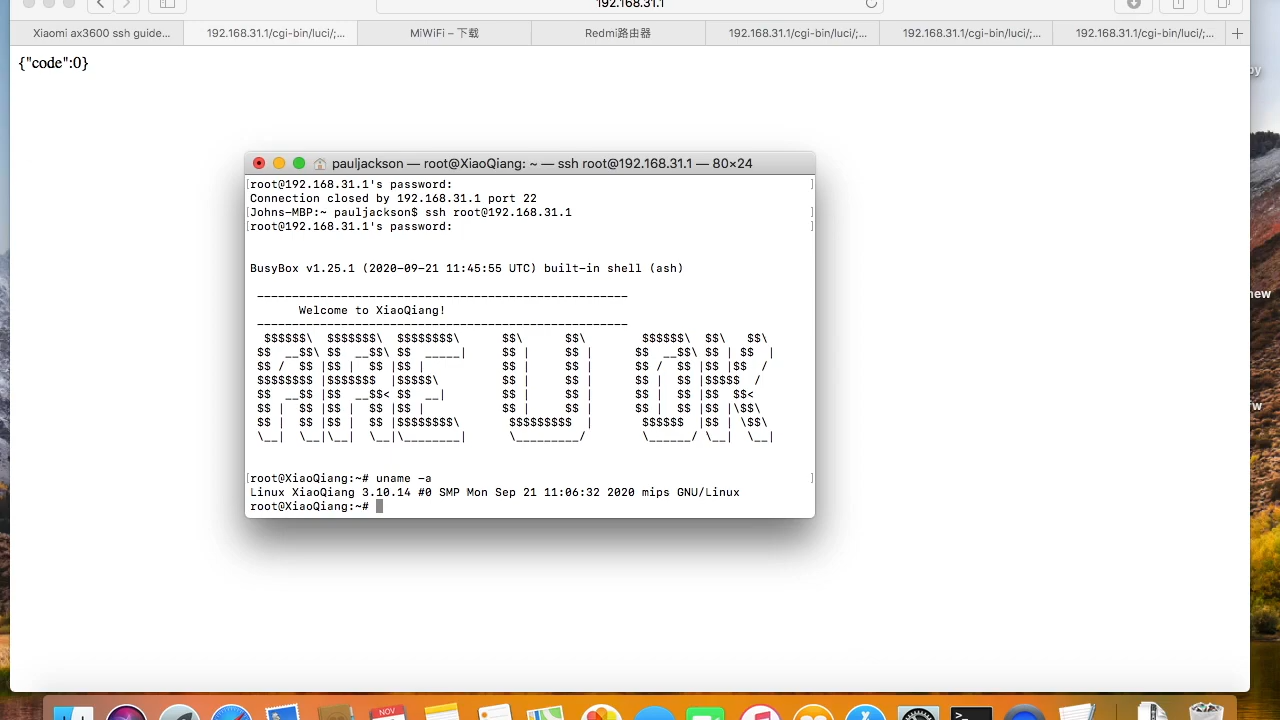 192.168.31.1
Xiaomi ax3600 ssh guide...
192.168.31.1/cgi-bin/luci/;...
MiWiFi – 下载
Redmi路由器
192.168.31.1/cgi-bin/luci/;...
192.168.31.1/cgi-bin/luci/;...
192.168.31.1/cgi-bin/luci/;...
{"code":0}
pauljackson — root@XiaoQiang: ~ — ssh root@192.168.31.1 — 80×24
[root@192.168.31.1's password:
Connection closed by 192.168.31.1 port 22
[Johns-MBP:~ pauljackson$ ssh root@192.168.31.1
[root@192.168.31.1's password:
BusyBox v1.25.1 (2020-09-21 11:45:55 UTC) built-in shell (ash)
Welcome to XiaoQiang!
ARE U OK
[root@XiaoQiang:~# uname -a
Linux XiaoQiang 3.10.14 #0 SMP Mon Sep 21 11:06:32 2020 mips GNU/Linux
root@XiaoQiang:~#
NOV